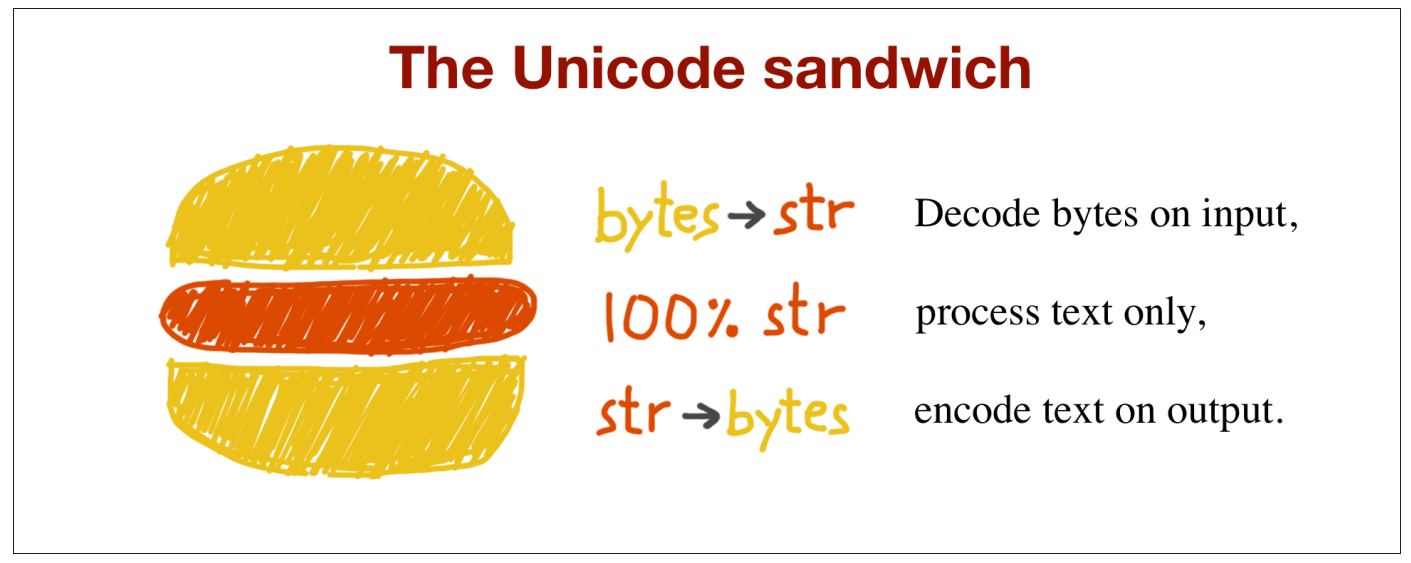 The Unicode sandwich
bytes → str Decode bytes on input,
100% str process text only,
str → bytes encode text on output.